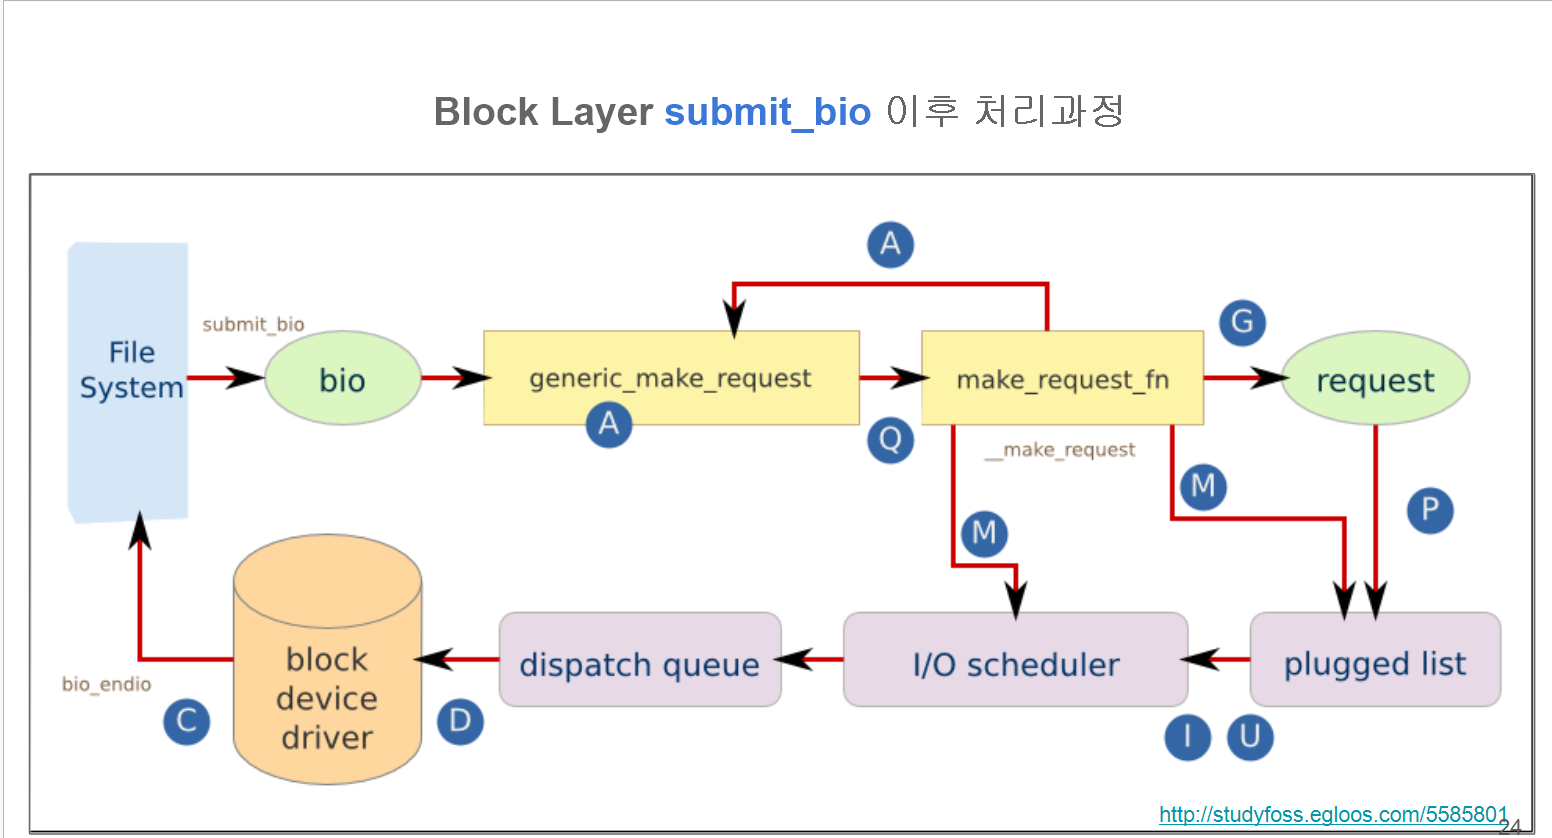 Block Layer submit_bio 이후 처리과정
A
submit_bio
G
File
System
bio
generic_make_request
make_request_fn
request
A
Q
__make_request
M
P
M
block
device
driver
dispatch queue
I/O scheduler
plugged list
bio_endio
C
D
I
U
http://studyfoss.egloos.com/5585801
24